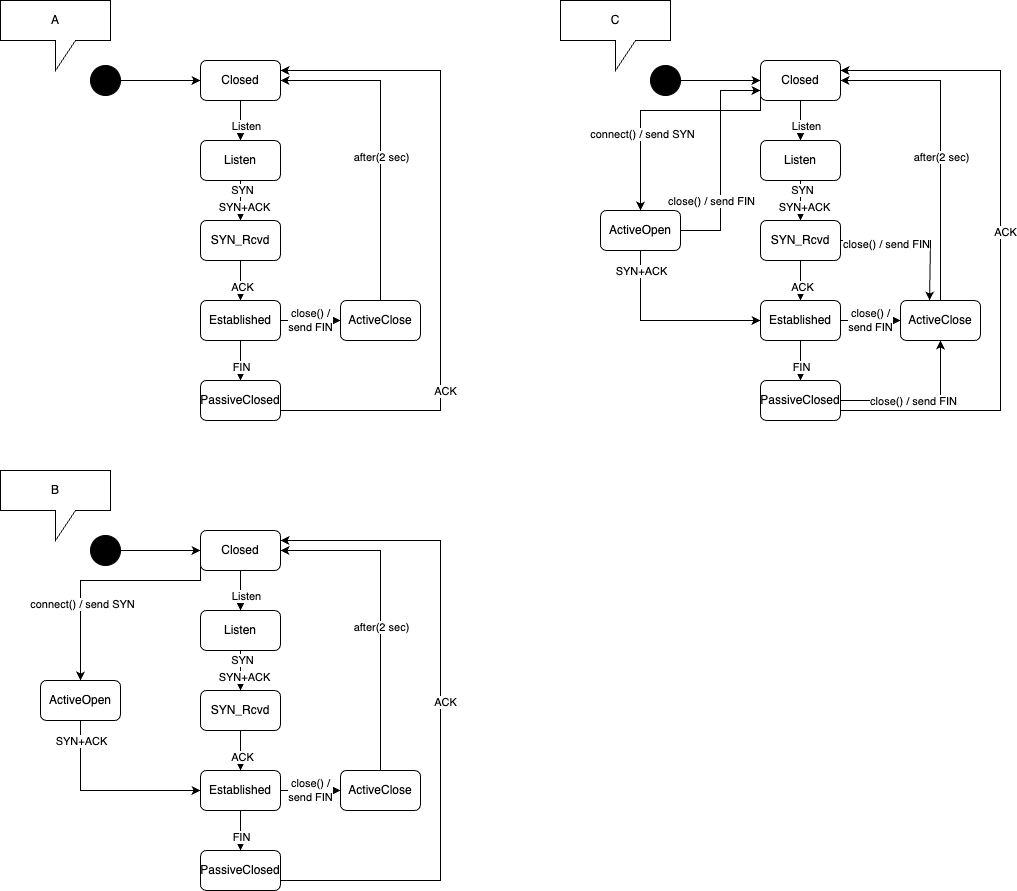 A
Closed
Listen
Listen
after(2 sec)
SYN
SYN+ACK
SYN_Rcvd
ACK
Established
close() /
send FIN
ActiveClose
FIN
PassiveClosed
ACK
C
Closed
connect() / send SYN
Listen
Listen
after(2 sec)
SYN
SYN+ACK
close() / send FIN
ActiveOpen
SYN_Rcvd
close() / send FIN
ACK
SYN+ACK
ACK
Established
close() /
send FIN
ActiveClose
FIN
PassiveClosed
close() / send FIN
B
Closed
connect() / send SYN
Listen
Listen
after(2 sec)
SYN
SYN+ACK
ActiveOpen
SYN_Rcvd
ACK
SYN+ACK
ACK
Established
close() /
send FIN
ActiveClose
FIN
PassiveClosed